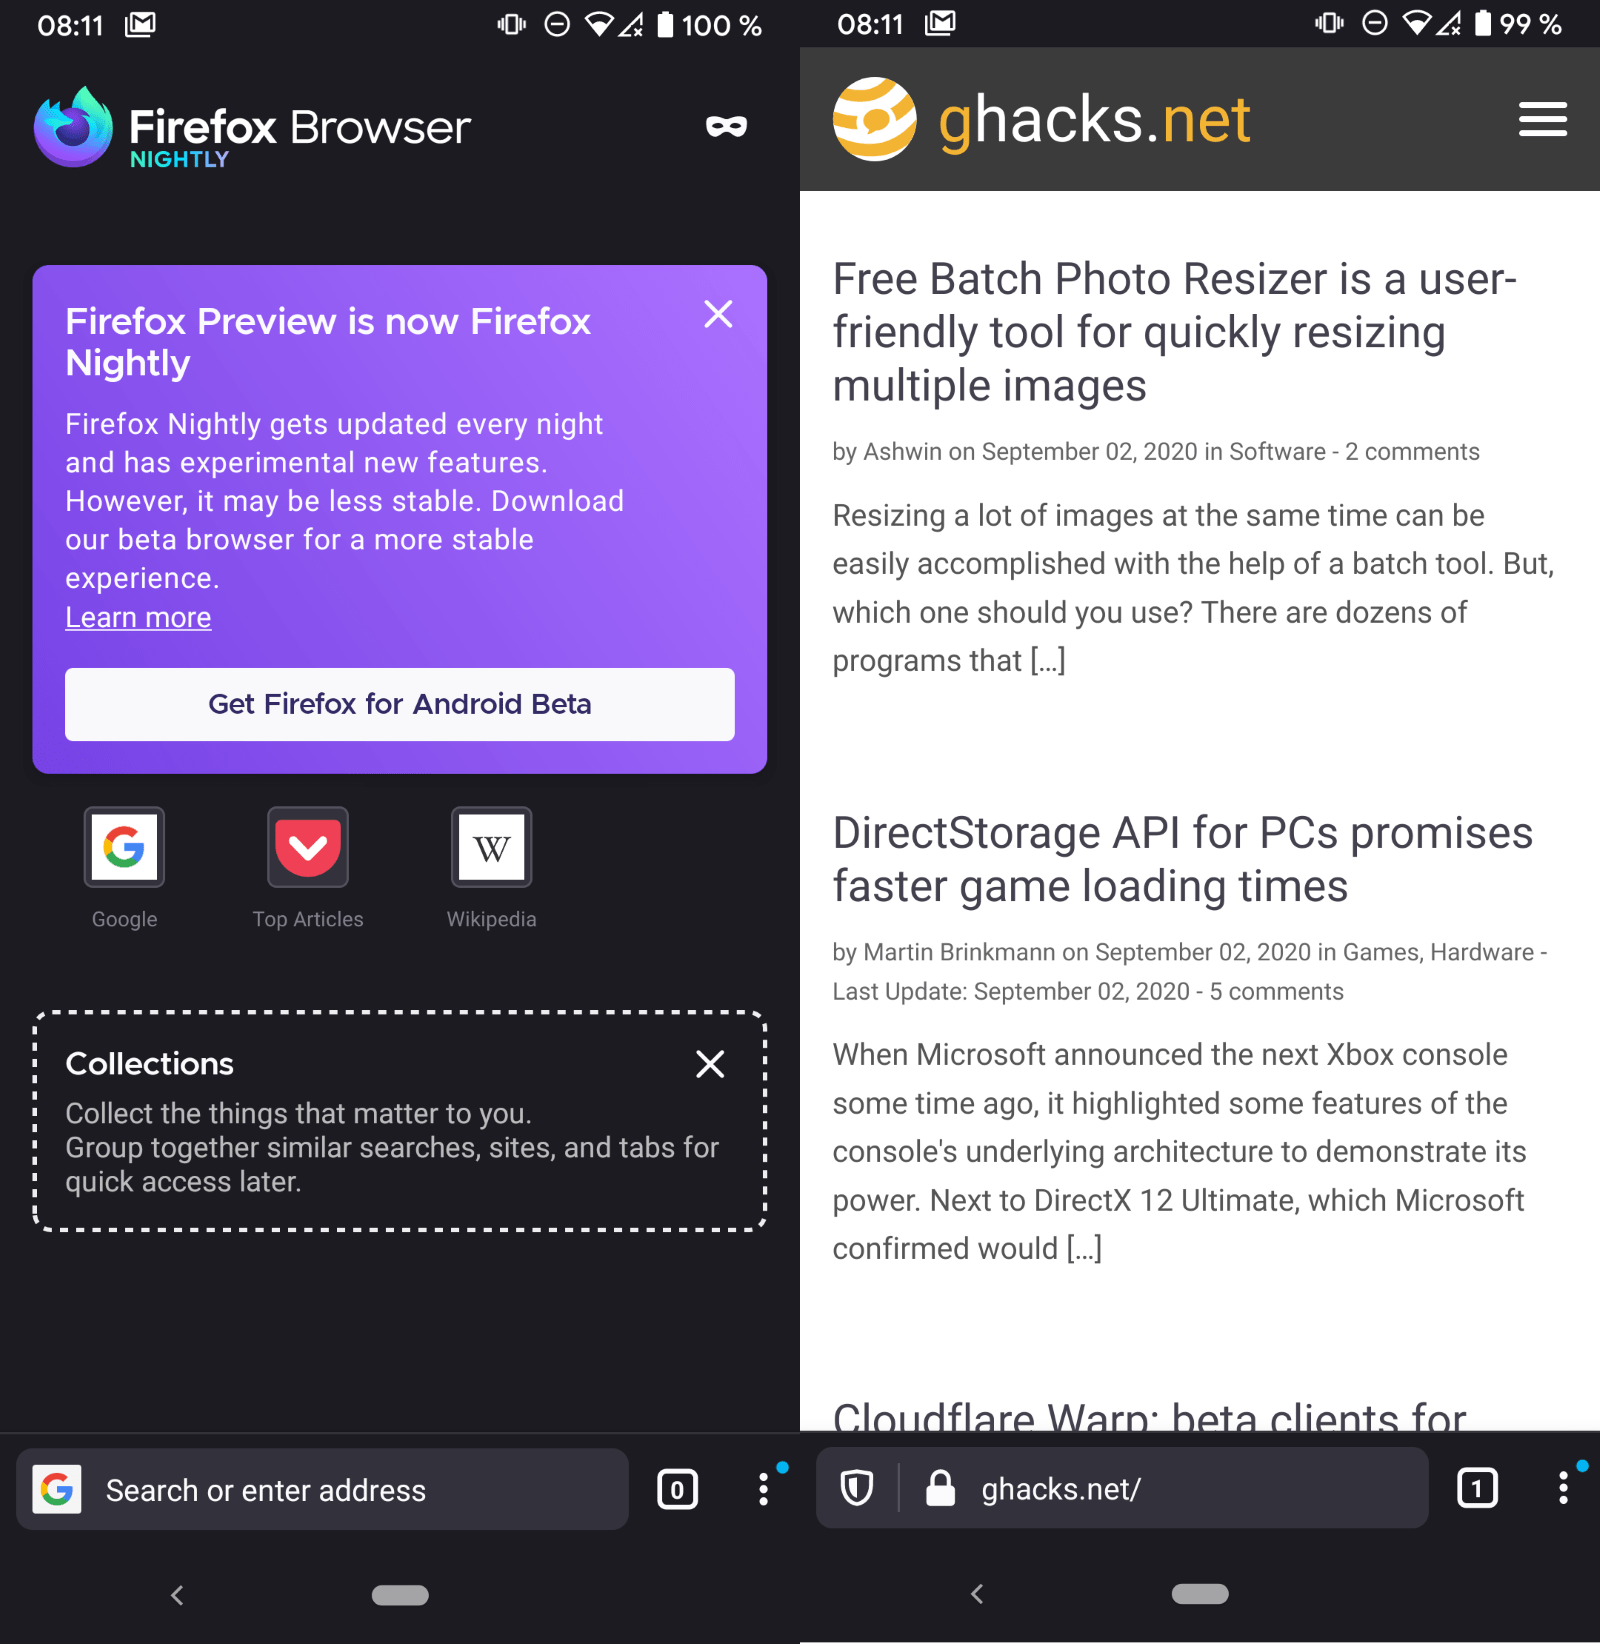 08:11
100 %
Firefox Browser
NIGHTLY
Firefox Preview is now Firefox
Nightly
Firefox Nightly gets updated every night
and has experimental new features.
However, it may be less stable. Download
our beta browser for a more stable
experience.
Learn more
Get Firefox for Android Beta
G
W
Google
Top Articles
Wikipedia
Collections
Collect the things that matter to you.
Group together similar searches, sites, and tabs for
quick access later.
G
Search or enter address
0
08:11
99 %
ghacks.net
Free Batch Photo Resizer is a user-
friendly tool for quickly resizing
multiple images
by Ashwin on September 02, 2020 in Software - 2 comments
Resizing a lot of images at the same time can be
easily accomplished with the help of a batch tool. But,
which one should you use? There are dozens of
programs that [...]
DirectStorage API for PCs promises
faster game loading times
by Martin Brinkmann on September 02, 2020 in Games, Hardware -
Last Update: September 02, 2020 - 5 comments
When Microsoft announced the next Xbox console
some time ago, it highlighted some features of the
console's underlying architecture to demonstrate its
power. Next to DirectX 12 Ultimate, which Microsoft
confirmed would [...]
Cloudflare Warp: beta clients for
ghacks.net/
1